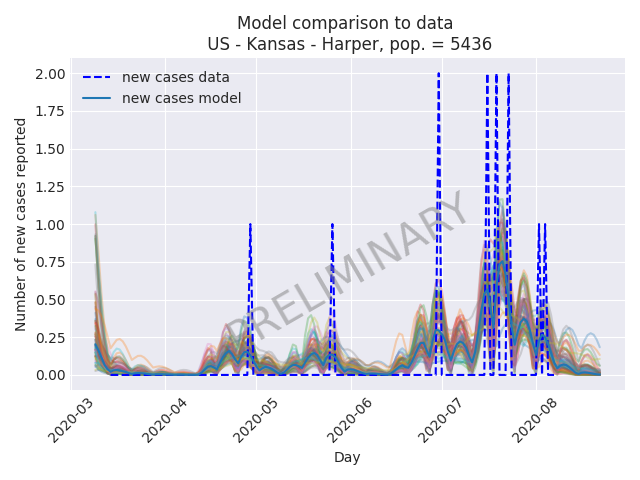 Model comparison to data
US - Kansas - Harper, pop. = 5436
new cases data
new cases model
Number of new cases reported
2.00
1.75
1.50
1.25
1.00
0.75
0.50
0.25
0.00
PRELIMINARY
2020-03
2020-04
2020-05
2020-06
2020-07
2020-08
Day